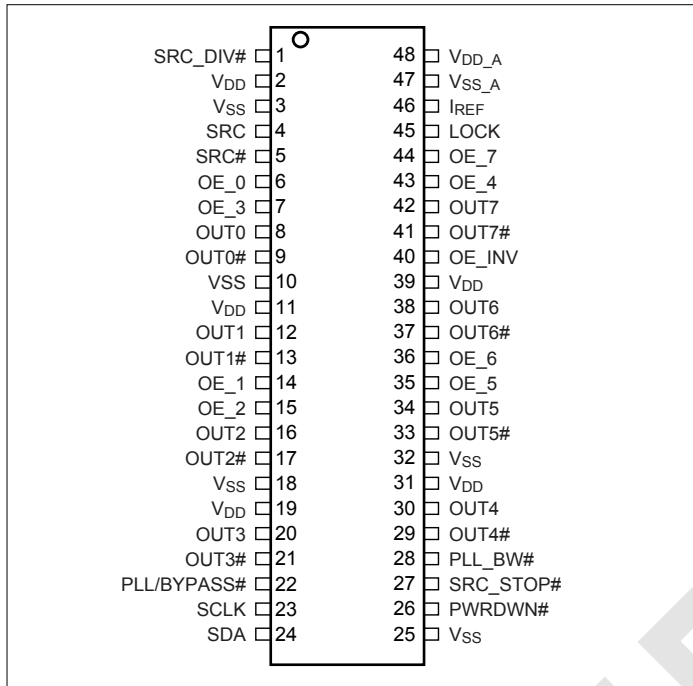 SRC_DIV# 1 48 VDD_A
VDD 2 47 VSS_A
VSS 3 46 IREF
SRC 4 45 LOCK
SRC# 5 44 OE_7
OE_0 6 43 OE_4
OE_3 7 42 OUT7
OUT0 8 41 OUT7#
OUT0# 9 40 OE_INV
VSS 10 39 VDD
VDD 11 38 OUT6
OUT1 12 37 OUT6#
OUT1# 13 36 OE_6
OE_1 14 35 OE_5
OE_2 15 34 OUT5
OUT2 16 33 OUT5#
OUT2# 17 32 VSS
VSS 18 31 VDD
VDD 19 30 OUT4
OUT3 20 29 OUT4#
OUT3# 21 28 PLL_BW#
PLL/BYPASS# 22 27 SRC_STOP#
SCLK 23 26 PWRDWN#
SDA 24 25 VSS